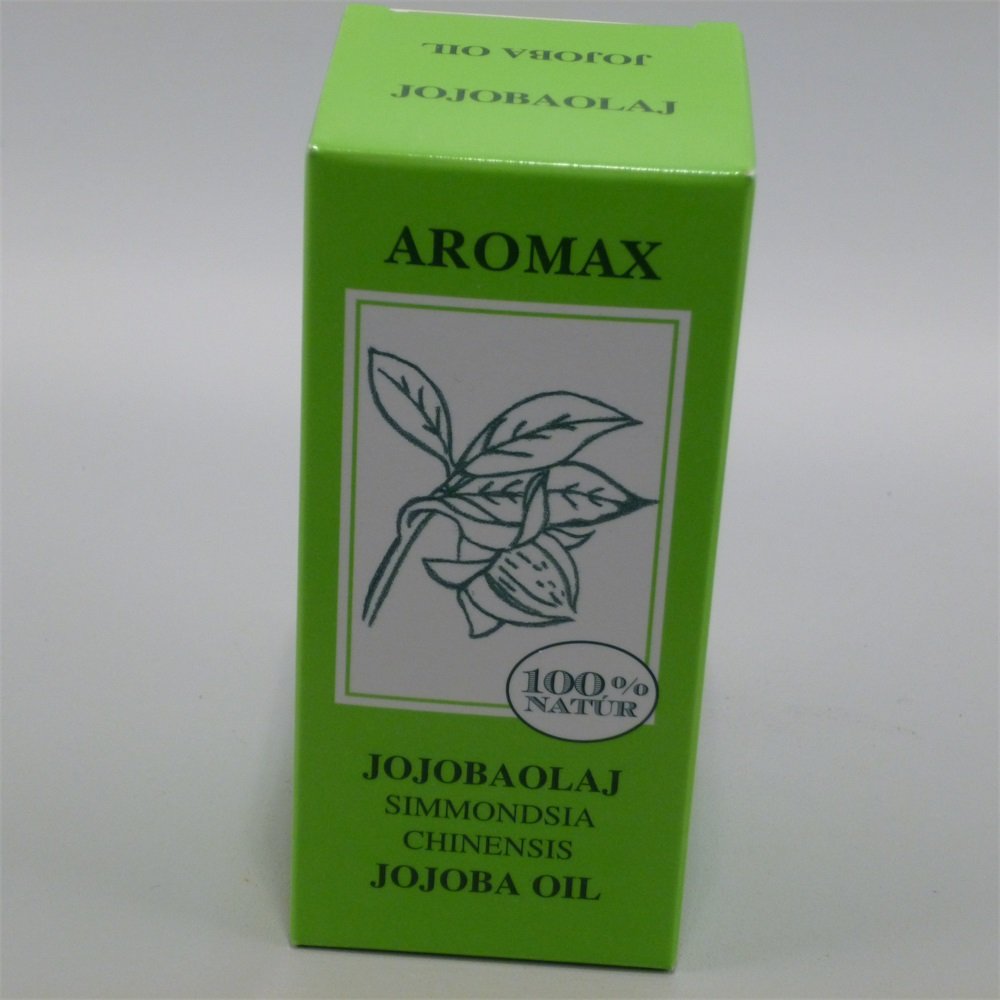 JOJOBA OIL
JOJOBAOLAJ
AROMAX
100%
NATÚR
JOJOBAOLAJ
SIMMONDSIA
CHINENSIS
JOJOBA OIL